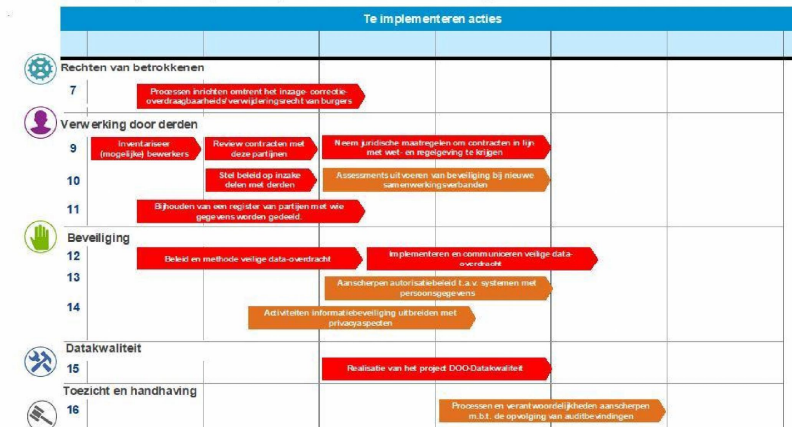 Te implementeren acties
Rechten van betrokkenen
7
Processen inrichten omtrent het inzage- correctie-
overdraagbaarheids/ verwijderingsrecht van burgers
Verwerking door derden
9
Inventariseer
(mogelijke) bewerkers
Review contracten met
deze partijnen
Neem juridische maatregelen om contracten in lijn
met wet- en regelgeving te krijgen
10
Stel beleid op inzake
delen met derden
Assessments uitvoeren van beveiliging bij nieuwe
samenwerkingsverbanden
11
Bijhouden van een register van partijen met wie
gegevens worden gedeeld.
Beveiliging
12
Beleid en methode veilige data-overdracht
Implementeren en communiceren veilige data-
overdracht
13
Aanscherpen autorisatiebeleid t.a.v. systemen met
persoonsgegevens
14
Activiteiten informatiebeveiliging uitbreiden met
privacyaspecten
Datakwaliteit
15
Realisatie van het project DOO-Datakwaliteit
Toezicht en handhaving
16
Processen en verantwoordelijkheden aanscherpen
m.b.t. de opvolging van auditbevindingen